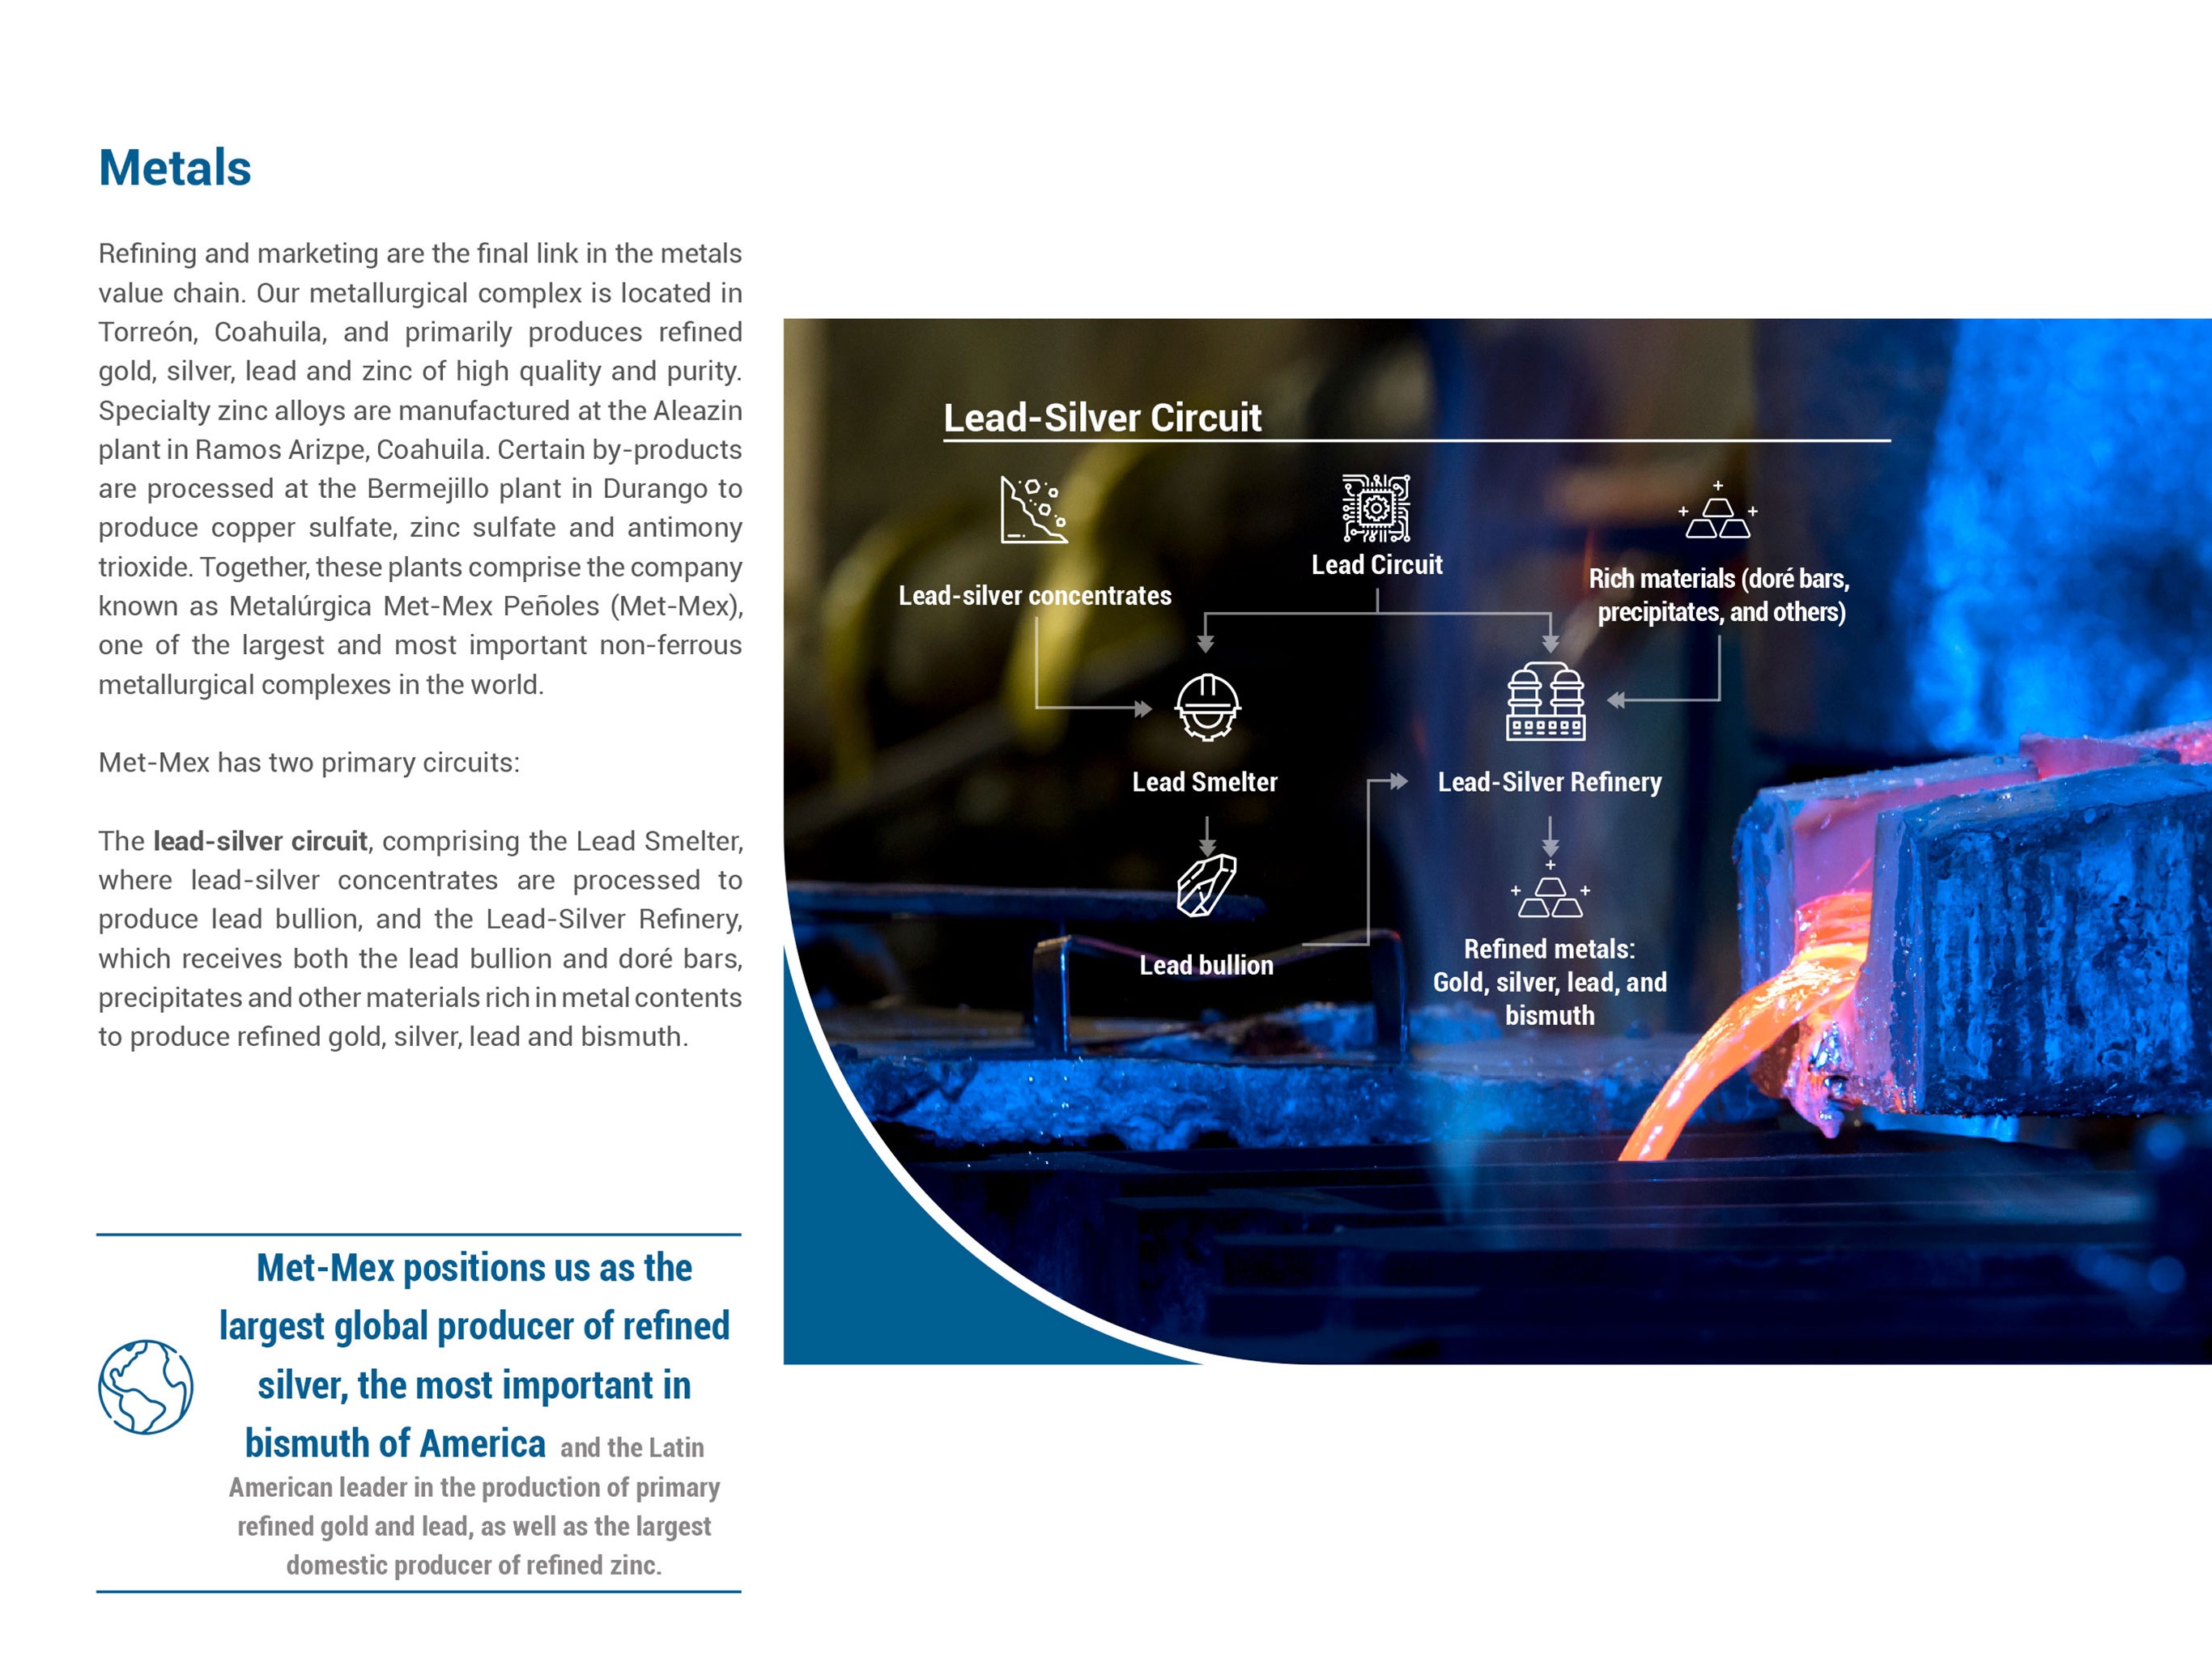 Metals
Refining and marketing are the final link in the metals
value chain. Our metallurgical complex is located in
Torreón, Coahuila, and primarily produces refined
gold, silver, lead and zinc of high quality and purity.
Specialty zinc alloys are manufactured at the Aleazin
plant in Ramos Arizpe, Coahuila. Certain by-products
are processed at the Bermejillo plant in Durango to
produce copper sulfate, zinc sulfate and antimony
trioxide. Together, these plants comprise the company
known as Metalúrgica Met-Mex Peñoles (Met-Mex),
one of the largest and most important non-ferrous
metallurgical complexes in the world.
Met-Mex has two primary circuits:
The lead-silver circuit, comprising the Lead Smelter,
where lead-silver concentrates are processed to
produce lead bullion, and the Lead-Silver Refinery,
which receives both the lead bullion and doré bars,
precipitates and other materials rich in metal contents
to produce refined gold, silver, lead and bismuth.
Met-Mex positions us as the
largest global producer of refined
silver, the most important in
bismuth of America and the Latin
American leader in the production of primary
refined gold and lead, as well as the largest
domestic producer of refined zinc.
Lead-Silver Circuit
Lead-silver concentrates
Lead Circuit
Rich materials (doré bars,
precipitates, and others)
Lead Smelter
Lead-Silver Refinery
Lead bullion
Refined metals:
Gold, silver, lead, and
bismuth